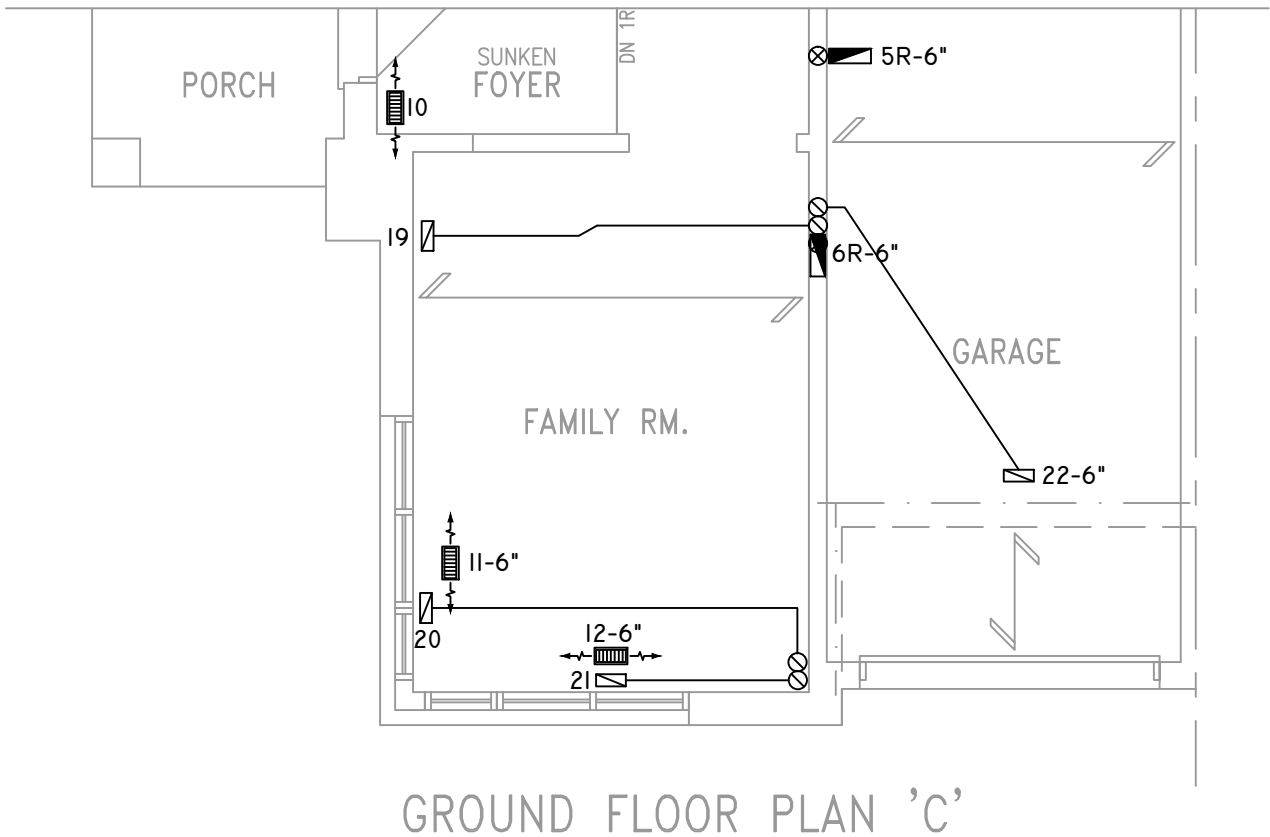 DN 1R
SUNKEN
FOYER
5R-6"
PORCH
10
19
6R-6"
GARAGE
FAMILY RM.
22-6"
11-6"
20
12-6"
21
GROUND FLOOR PLAN 'C'